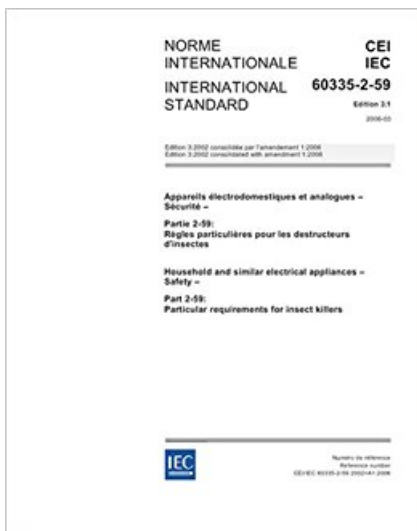 NORME
INTERNATIONALE
CEI
IEC
INTERNATIONAL
STANDARD
60335-2-59
Edition 3.1
2006-03
Edition 3:2002 consolidée par l'amendement 1:2006
Edition 3:2002 consolidated with amendment 1:2006
Appareils électrodomestiques et analogues –
Sécurité –
Partie 2-59:
Règles particulières pour les destructeurs
d'insectes
Household and similar electrical appliances –
Safety –
Part 2-59:
Particular requirements for insect killers
IEC
Numéro de référence
Reference number
CEI/IEC 60335-2-59:2002+A1:2006